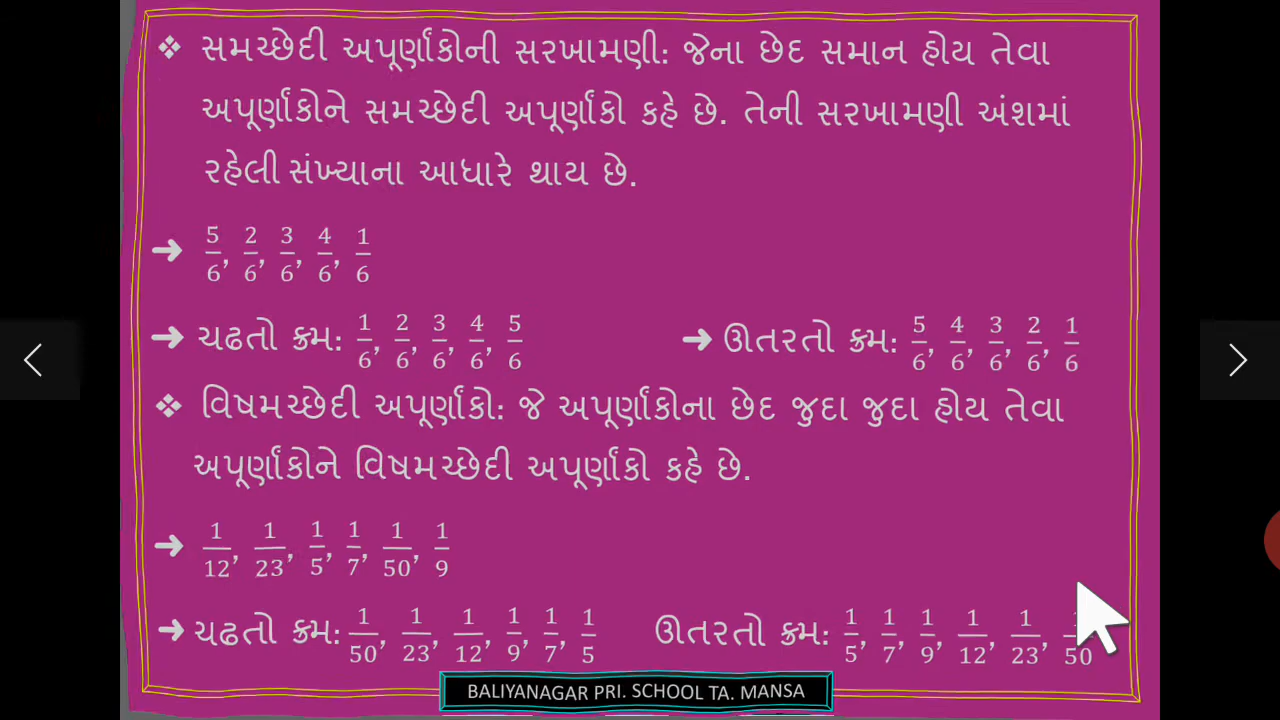 ❖ સમચ્છેદી અપૂર્ણાંકોની સરખામણી: જેના છેદ સમાન હોય તેવા
અપૂર્ણાંકોને સમચ્છેદી અપૂર્ણાંકો કહે છે. તેની સરખામણી અંશમાં
રહેલી સંખ્યાના આધારે થાય છે.
➜ 5/6, 2/6, 3/6, 4/6, 1/6
➜ ચઢતો ક્રમ: 1/6, 2/6, 3/6, 4/6, 5/6 ➜ ઊતરતો ક્રમ: 5/6, 4/6, 3/6, 2/6, 1/6
❖ વિષમચ્છેદી અપૂર્ણાંકો: જે અપૂર્ણાંકોના છેદ જુદા જુદા હોય તેવા
અપૂર્ણાંકોને વિષમચ્છેદી અપૂર્ણાંકો કહે છે.
➜ 1/12, 1/23, 1/5, 1/7, 1/50, 1/9
➜ ચઢતો ક્રમ: 1/50, 1/23, 1/12, 1/9, 1/7, 1/5 ઊતરતો ક્રમ: 1/5, 1/7, 1/9, 1/12, 1/23, 1/50
BALIYANAGAR PRI. SCHOOL TA. MANSA